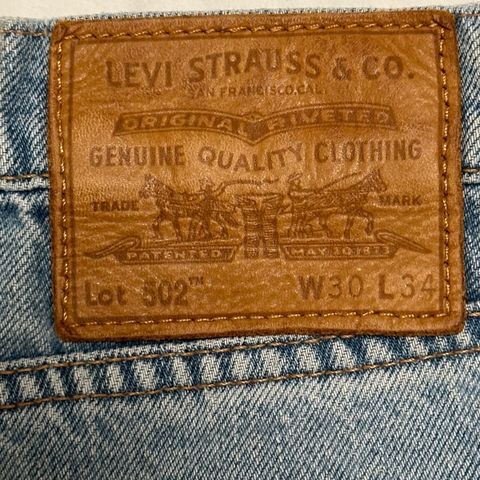 LEVI STRAUSS & CO.
SAN FRANCISCO, CAL.
ORIGINAL RIVETED
GENUINE QUALITY CLOTHING
TRADE MARK
PATENTED MAY 20 1873
Lot 502™ W30 L34